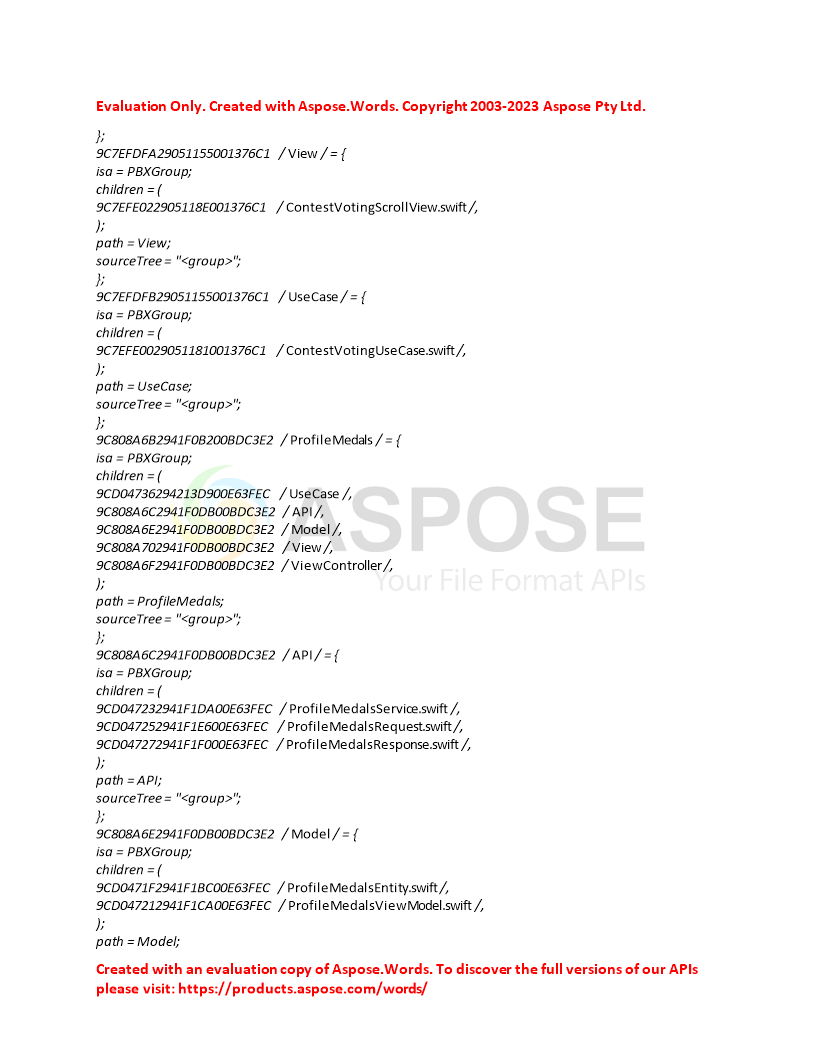 Evaluation Only. Created with Aspose.Words. Copyright 2003-2023 Aspose Pty Ltd.
};
9C7EFDFA29051155001376C1 / View / = {
isa = PBXGroup;
children = (
9C7EFE022905118E001376C1 / ContestVotingScrollView.swift /,
);
path = View;
sourceTree = "<group>";
};
9C7EFDFB29051155001376C1 / UseCase / = {
isa = PBXGroup;
children = (
9C7EFE0029051181001376C1 / ContestVotingUseCase.swift /,
);
path = UseCase;
sourceTree = "<group>";
};
9C808A6B2941F0B200BDC3E2 / ProfileMedals / = {
isa = PBXGroup;
children = (
9CD04736294213D900E63FEC / UseCase /,
9C808A6C2941F0DB00BDC3E2 / API /,
9C808A6E2941F0DB00BDC3E2 / Model /,
9C808A702941F0DB00BDC3E2 / View /,
9C808A6F2941F0DB00BDC3E2 / ViewController /,
);
path = ProfileMedals;
sourceTree = "<group>";
};
9C808A6C2941F0DB00BDC3E2 / API / = {
isa = PBXGroup;
children = (
9CD047232941F1DA00E63FEC / ProfileMedalsService.swift /,
9CD047252941F1E600E63FEC / ProfileMedalsRequest.swift /,
9CD047272941F1F000E63FEC / ProfileMedalsResponse.swift /,
);
path = API;
sourceTree = "<group>";
};
9C808A6E2941F0DB00BDC3E2 / Model / = {
isa = PBXGroup;
children = (
9CD0471F2941F1BC00E63FEC / ProfileMedalsEntity.swift /,
9CD047212941F1CA00E63FEC / ProfileMedalsViewModel.swift /,
);
path = Model;
Created with an evaluation copy of Aspose.Words. To discover the full versions of our APIs
please visit: https://products.aspose.com/words/
ASPOSE
Your File Format APIs